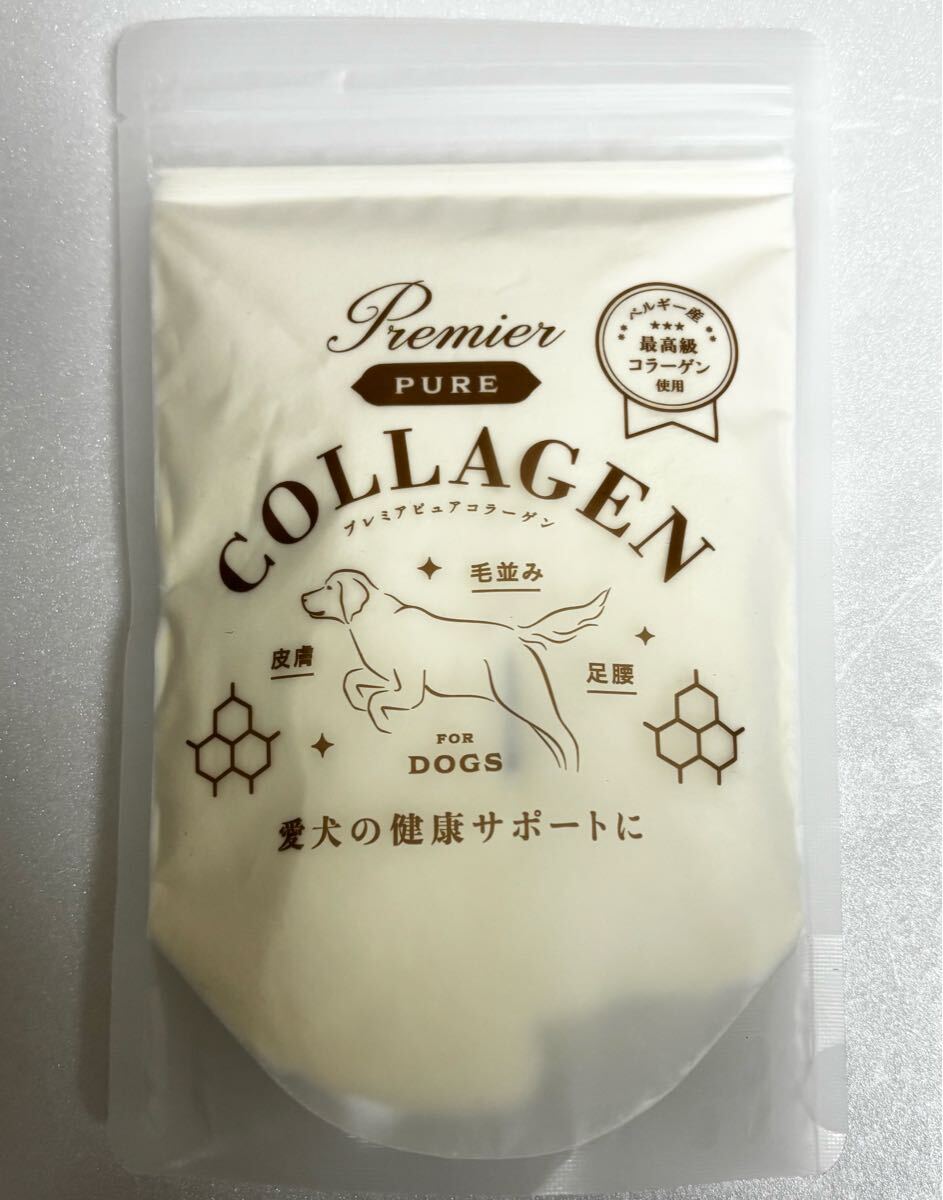 Premier
PURE
COLLAGEN
プレミアピュアコラーゲン
ベルギー産
最高級
コラーゲン
使用
毛並み
皮膚
足腰
FOR
DOGS
愛犬の健康サポートに